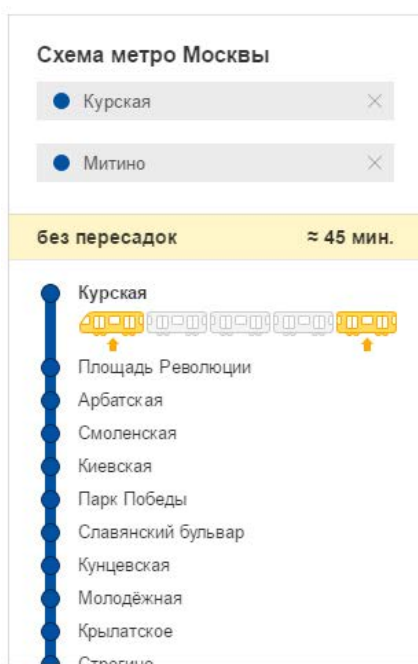 Схема метро Москвы
Курская
Митино
без пересадок ≈ 45 мин.
Курская
Площадь Революции
Арбатская
Смоленская
Киевская
Парк Победы
Славянский бульвар
Кунцевская
Молодёжная
Крылатское
Строгино